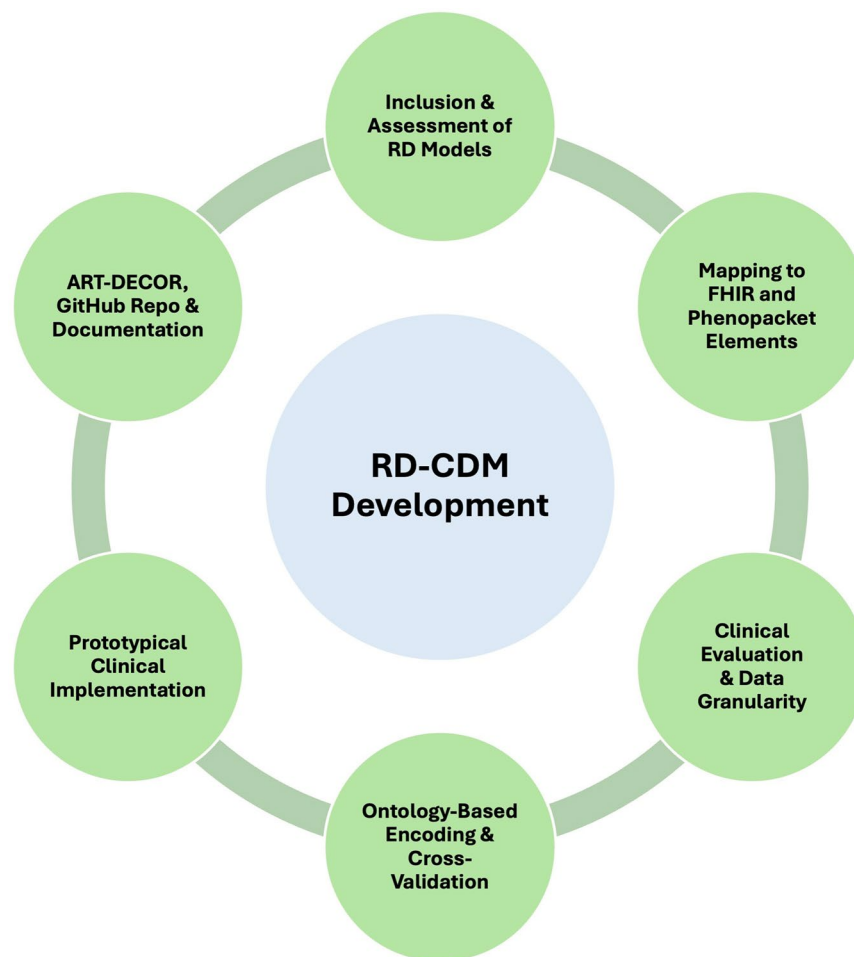 Inclusion &
Assessment of
RD Models
Mapping to
FHIR and
Phenopacket
Elements
Clinical
Evaluation
& Data
Granularity
Ontology-Based
Encoding &
Cross-
Validation
Prototypical
Clinical
Implementation
ART-DECOR,
GitHub Repo &
Documentation
RD-CDM
Development